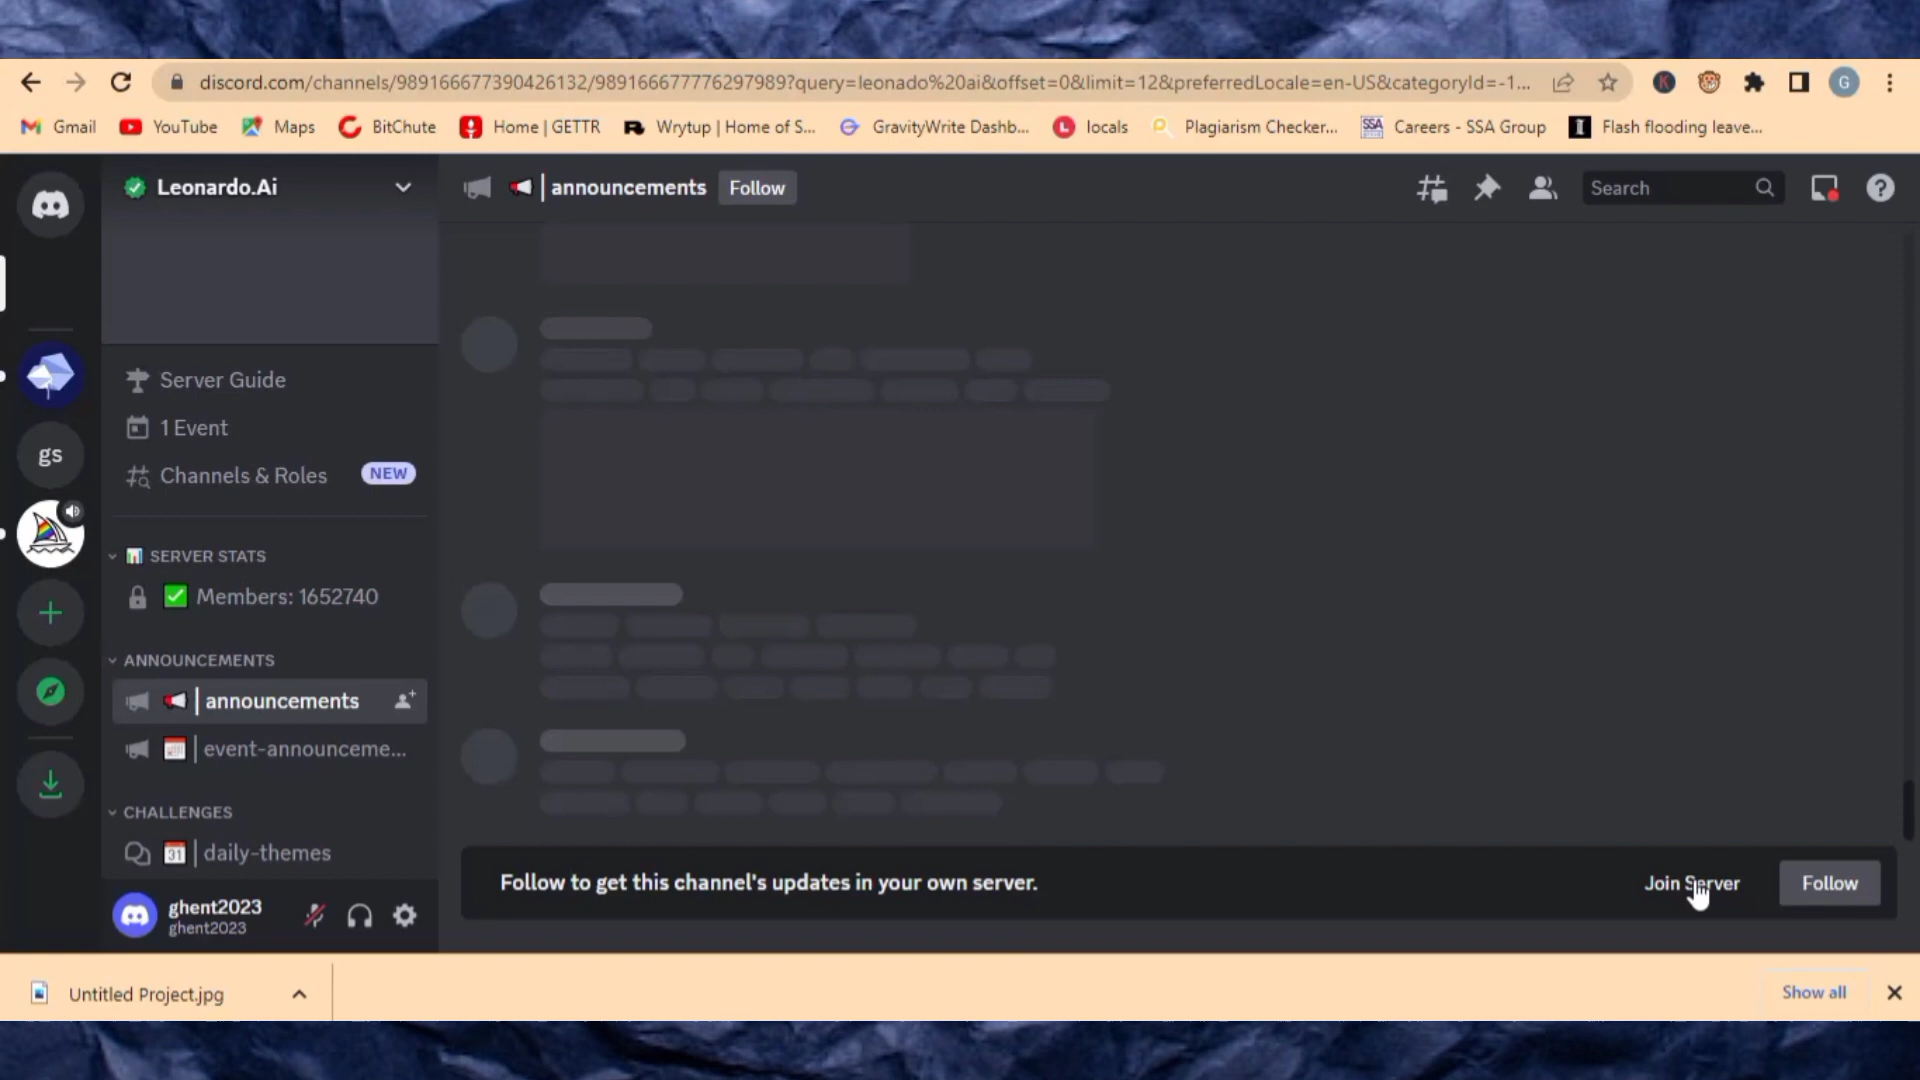 discord.com/channels/989166677390426132/989166677776297989?query=leonado%20ai&offset=0&limit=12&preferredLocale=en-US&categoryId=-1...
K
G
Gmail
YouTube
Maps
BitChute
Home | GETTR
Wrytup | Home of S...
GravityWrite Dashb...
locals
Plagiarism Checker...
SSA
Careers - SSA Group
Flash flooding leave...
Leonardo.Ai
| announcements
Follow
Search
Server Guide
1 Event
Channels & Roles
NEW
gs
SERVER STATS
Members: 1652740
ANNOUNCEMENTS
| announcements
| event-announceme...
CHALLENGES
31 | daily-themes
Follow to get this channel's updates in your own server.
Join Server
Follow
ghent2023
ghent2023
Untitled Project.jpg
Show all